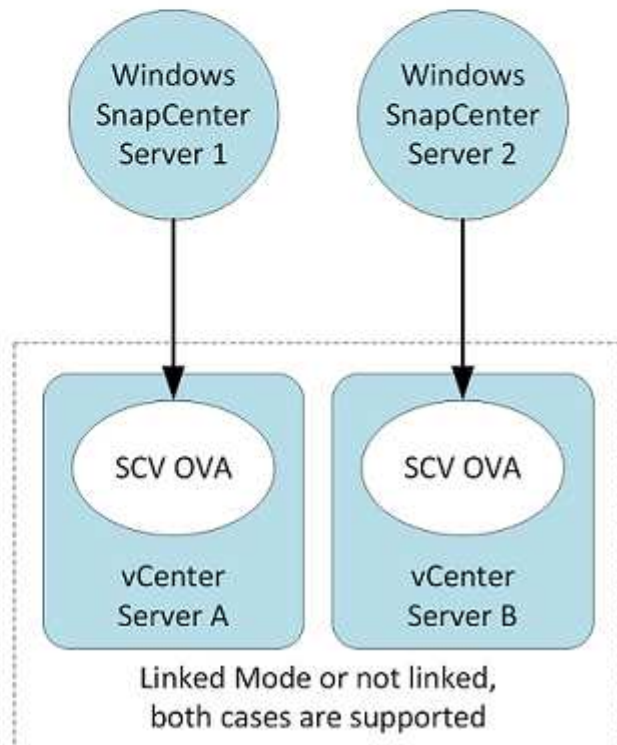 Windows
SnapCenter
Server 1
Windows
SnapCenter
Server 2
SCV OVA
vCenter
Server A
SCV OVA
vCenter
Server B
Linked Mode or not linked,
both cases are supported